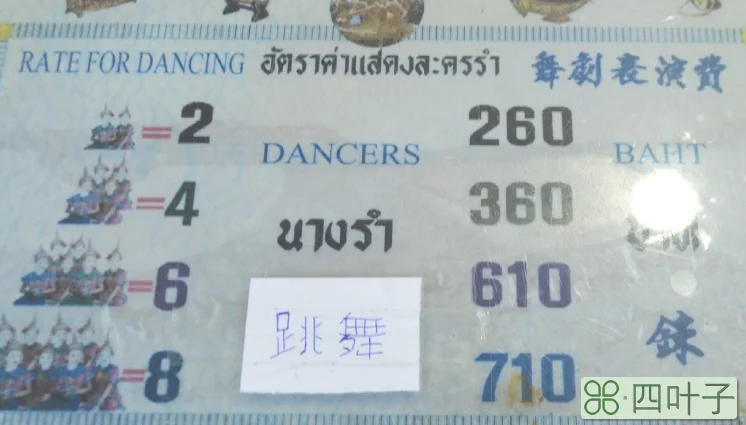 RATE FOR DANCING อัตราค่าแสดงละครรำ 舞劇表演費
=2 260
DANCERS BAHT
=4 360
นางรำ
=6 610
跳舞 銖
=8 710
四叶子